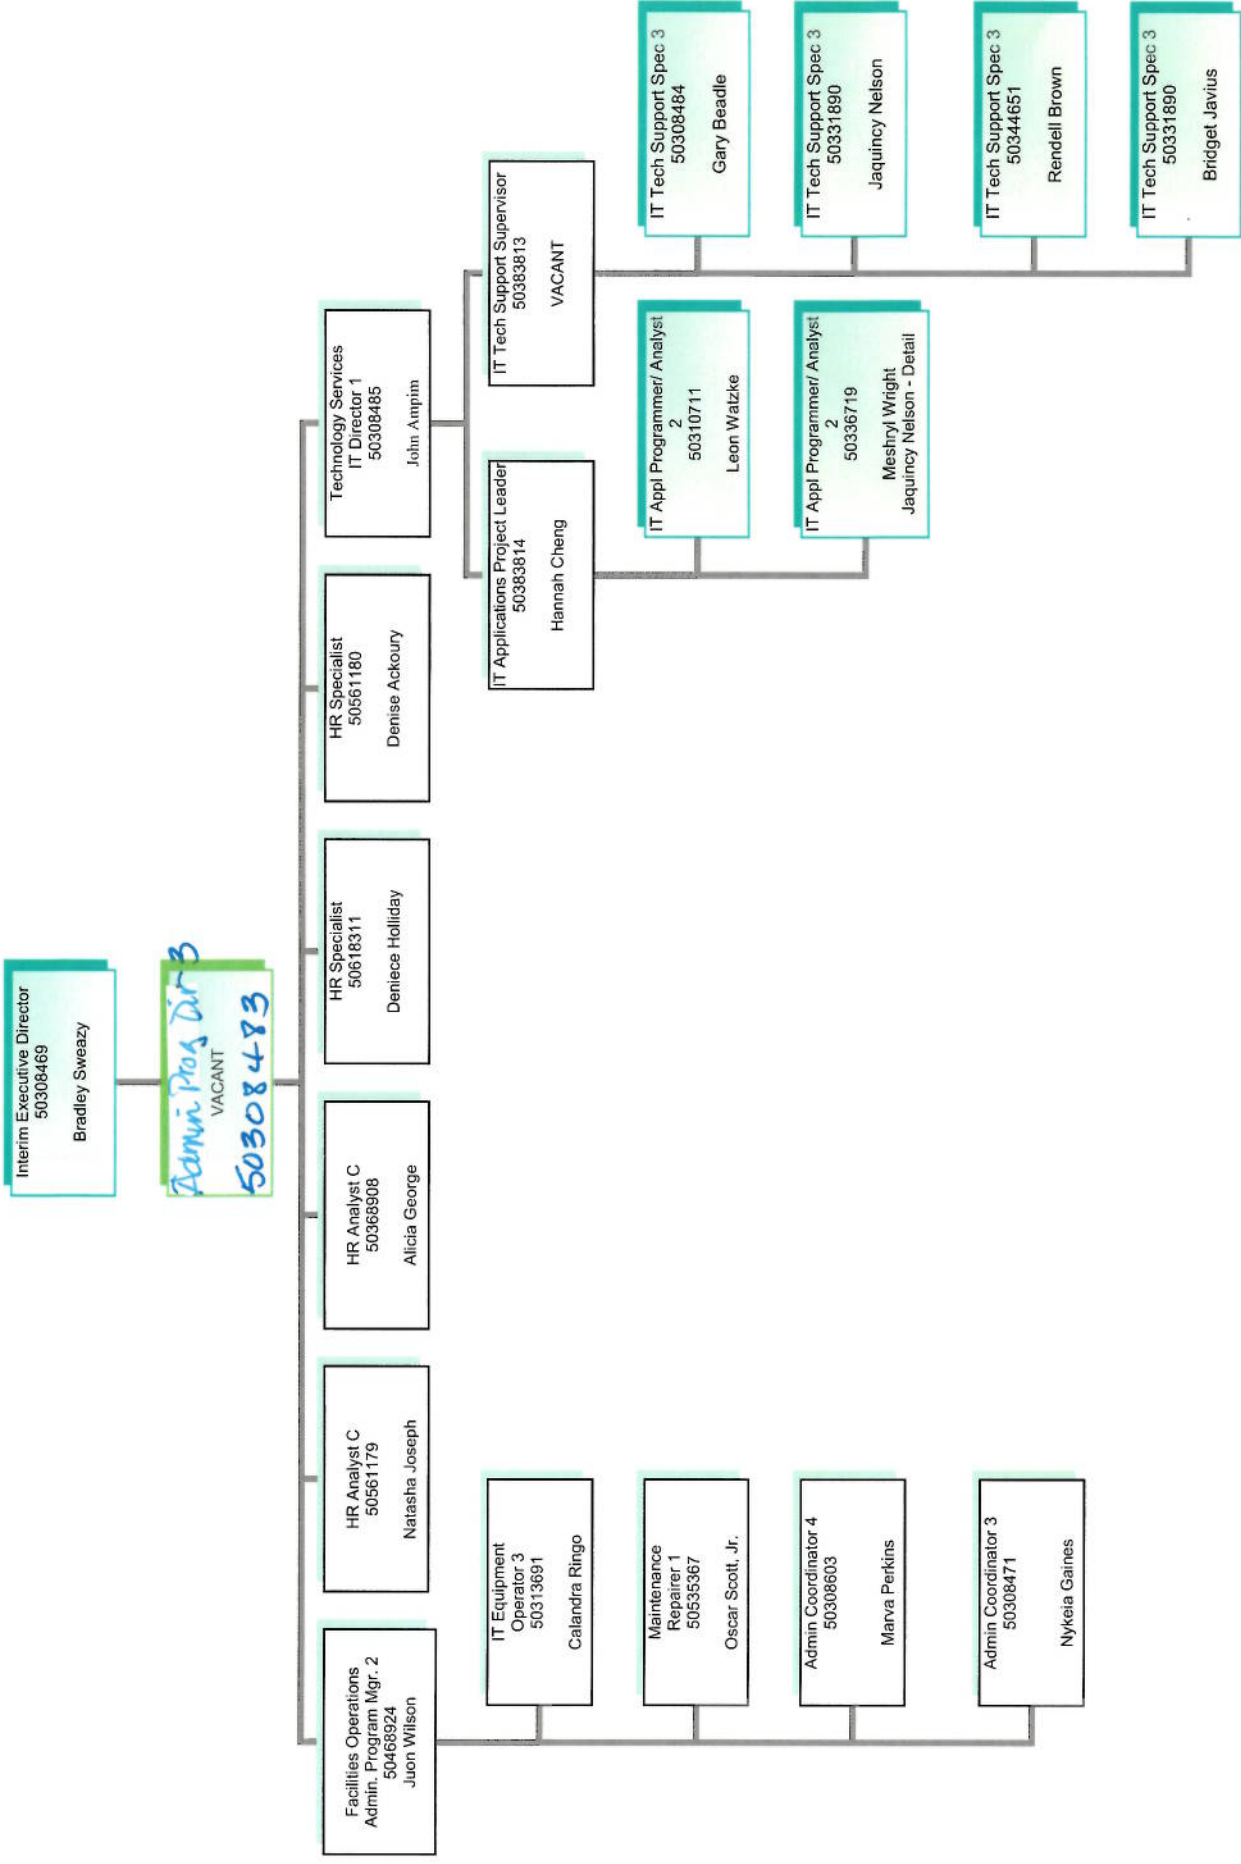 Interim Executive Director
50308469
Bradley Sweazy
Admin Prog Dir 3
VACANT
50308483
Facilities Operations
Admin. Program Mgr. 2
50468924
Juon Wilson
HR Analyst C
50561179
Natasha Joseph
HR Analyst C
50368908
Alicia George
HR Specialist
50618311
Deniece Holliday
HR Specialist
50561180
Denise Ackoury
Technology Services
IT Director 1
50308485
John Ampim
IT Equipment
Operator 3
50313691
Calandra Ringo
Maintenance
Repairer 1
50535367
Oscar Scott, Jr.
Admin Coordinator 4
50308603
Marva Perkins
Admin Coordinator 3
50308471
Nykeia Gaines
IT Applications Project Leader
50383814
Hannah Cheng
IT Appl Programmer/ Analyst
2
50310711
Leon Watzke
IT Appl Programmer/ Analyst
2
50336719
Meshryl Wright
Jaquincy Nelson - Detail
IT Tech Support Supervisor
50383813
VACANT
IT Tech Support Spec 3
50308484
Gary Beadle
IT Tech Support Spec 3
50331890
Jaquincy Nelson
IT Tech Support Spec 3
50344651
Rendell Brown
IT Tech Support Spec 3
50331890
Bridget Javius